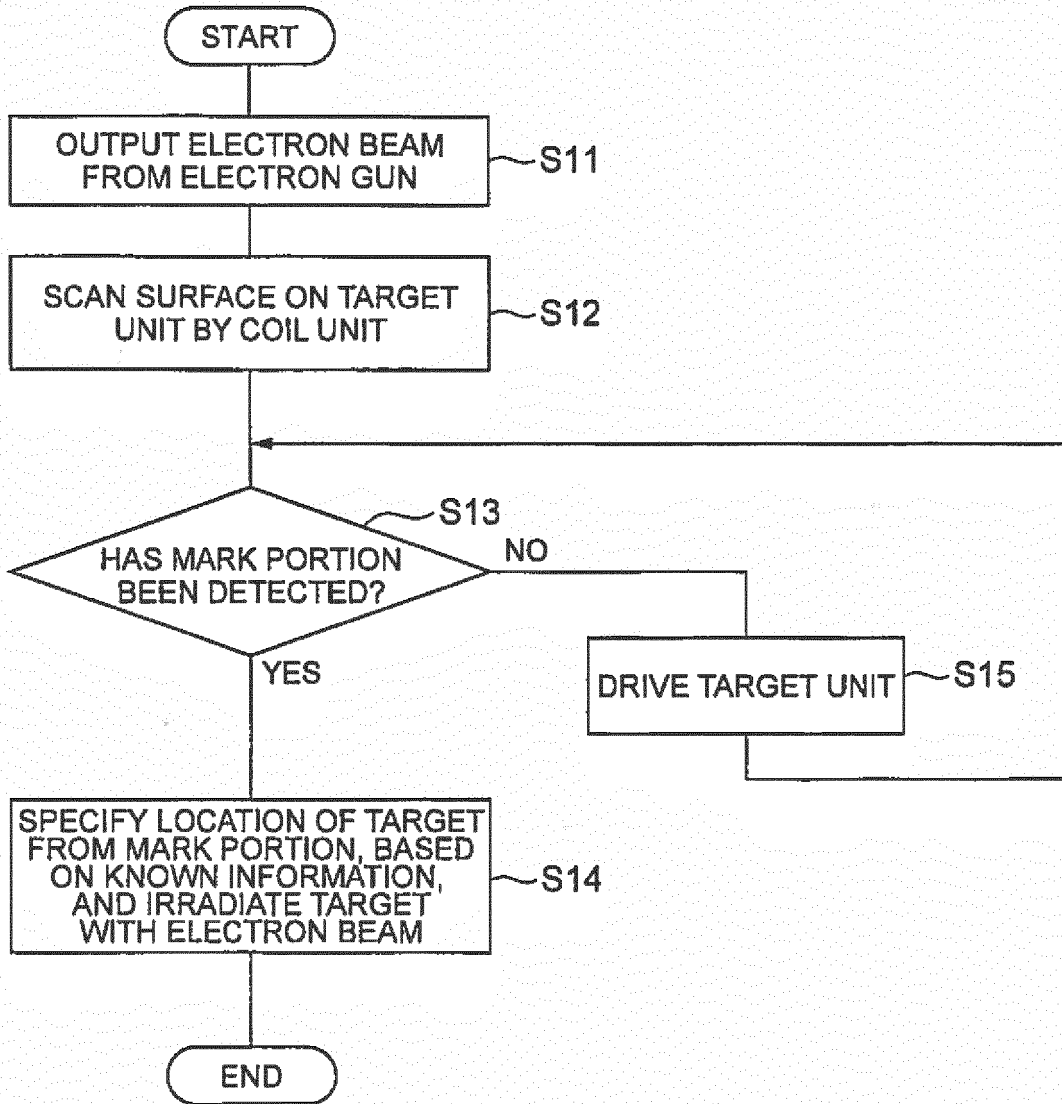 START
OUTPUT ELECTRON BEAM
FROM ELECTRON GUN
S11
SCAN SURFACE ON TARGET
UNIT BY COIL UNIT
S12
S13
HAS MARK PORTION
BEEN DETECTED?
NO
YES
DRIVE TARGET UNIT
S15
SPECIFY LOCATION OF TARGET
FROM MARK PORTION, BASED
ON KNOWN INFORMATION,
AND IRRADIATE TARGET
WITH ELECTRON BEAM
S14
END